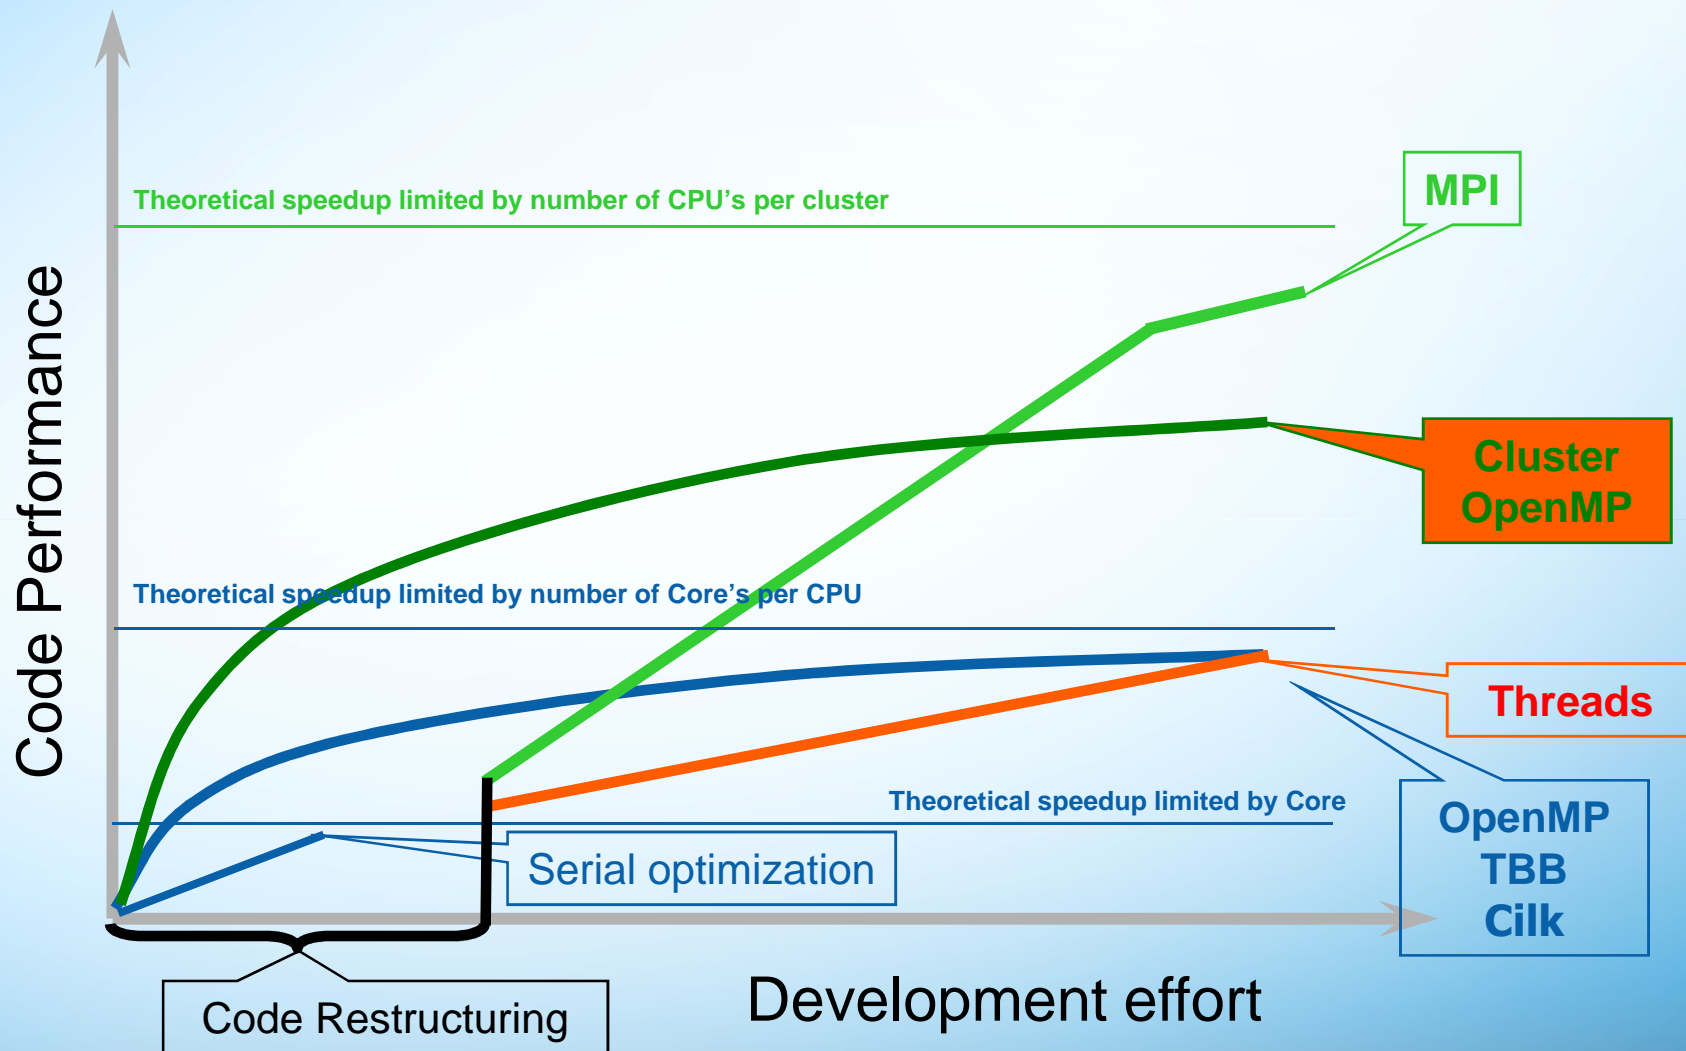 MPI
Theoretical speedup limited by number of CPU's per cluster
Code Performance
Cluster
OpenMP
Theoretical speedup limited by number of Core's per CPU
Threads
Theoretical speedup limited by Core
OpenMP
TBB
Cilk
Serial optimization
Development effort
Code Restructuring